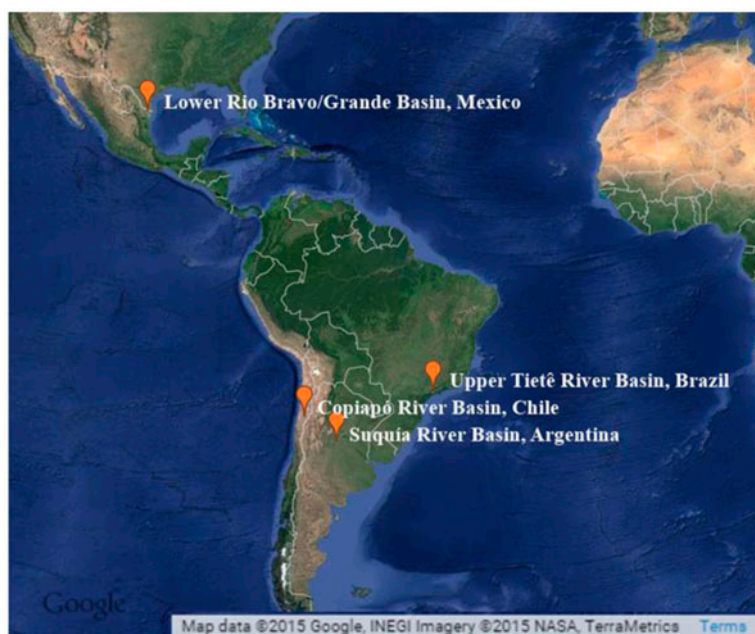 Lower Rio Bravo/Grande Basin, Mexico
Upper Tietê River Basin, Brazil
Copiapó River Basin, Chile
Suquía River Basin, Argentina
Google
Map data ©2015 Google, INEGI Imagery ©2015 NASA, TerraMetrics Terms